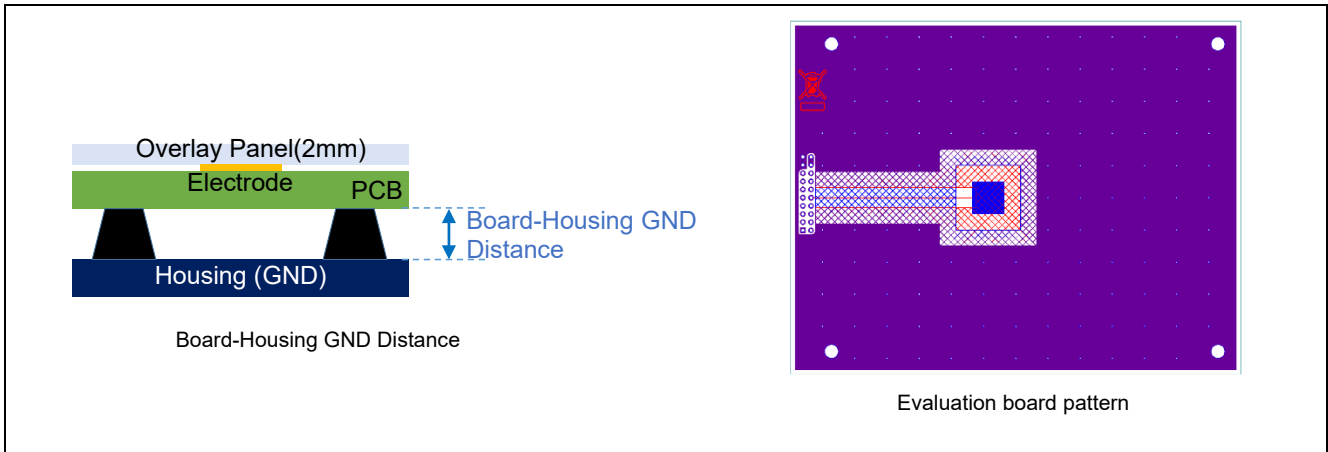 Overlay Panel(2mm)
Electrode
PCB
Board-Housing GND
Distance
Housing (GND)
Board-Housing GND Distance
Evaluation board pattern